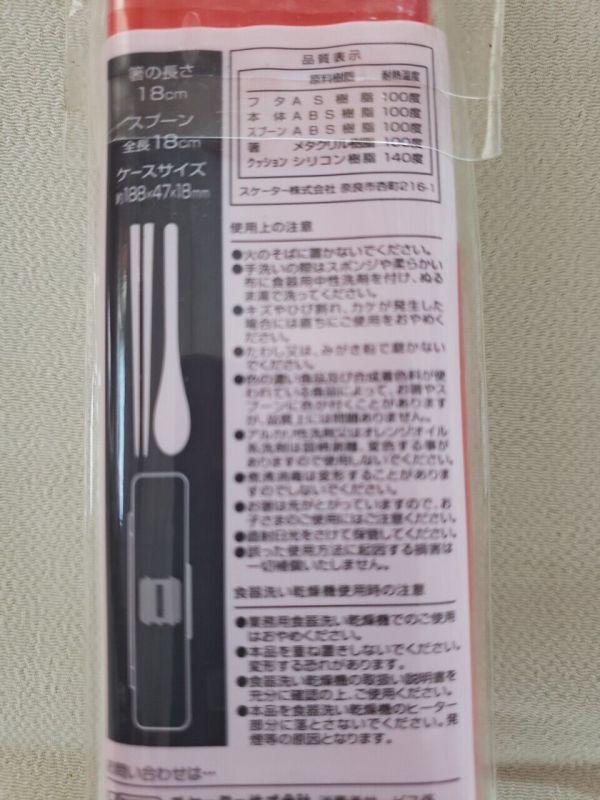 箸の長さ
18cm
スプーン
全長18cm
ケースサイズ
約188×47×18mm
品質表示
原料樹脂 耐熱温度
フタ AS樹脂 100度
本体 ABS樹脂 100度
スプーン ABS樹脂 100度
箸 メタクリル樹脂 100度
クッション シリコン樹脂 140度
スケーター株式会社 奈良市西町216-1
使用上の注意
●火のそばに置かないでください。
●手洗いの際はスポンジや柔らかい
布に食器用中性洗剤を付け、ぬる
ま湯で洗ってください。
●キズやひび割れ、カケが発生した
場合には直ちにご使用をおやめく
ださい。
●たわし又は、みがき粉で磨かない
でください。
●色の濃い食品及び合成着色料が使
われている食品によって、お箸やス
プーンに色が付くことがあります
が、品質上には問題ありません。
●アルカリ性洗剤又はオレンジオイル
系洗剤は
変色する事が
ありますので使用しないでください。
●煮沸消毒は変形することがありま
すのでしないでください。
●お箸は先がとがっていますので、お
子さまのご使用にはご注意ください。
●直射日光をさけて保管してください。
●誤った使用方法に起因する損害は
一切補償いたしません。
食器洗い乾燥機使用時の注意
●業務用食器洗い乾燥機でのご使用
はおやめください。
●本品を重ね置きしないでください。
変形する恐れがあります。
●食器洗い乾燥機の取扱い説明書を
充分に確認の上、ご使用ください。
●本品を食器洗い乾燥機のヒーター
部分に落とさないでください。発
煙等の原因となります。
お問い合わせは…
スケーター株式会社